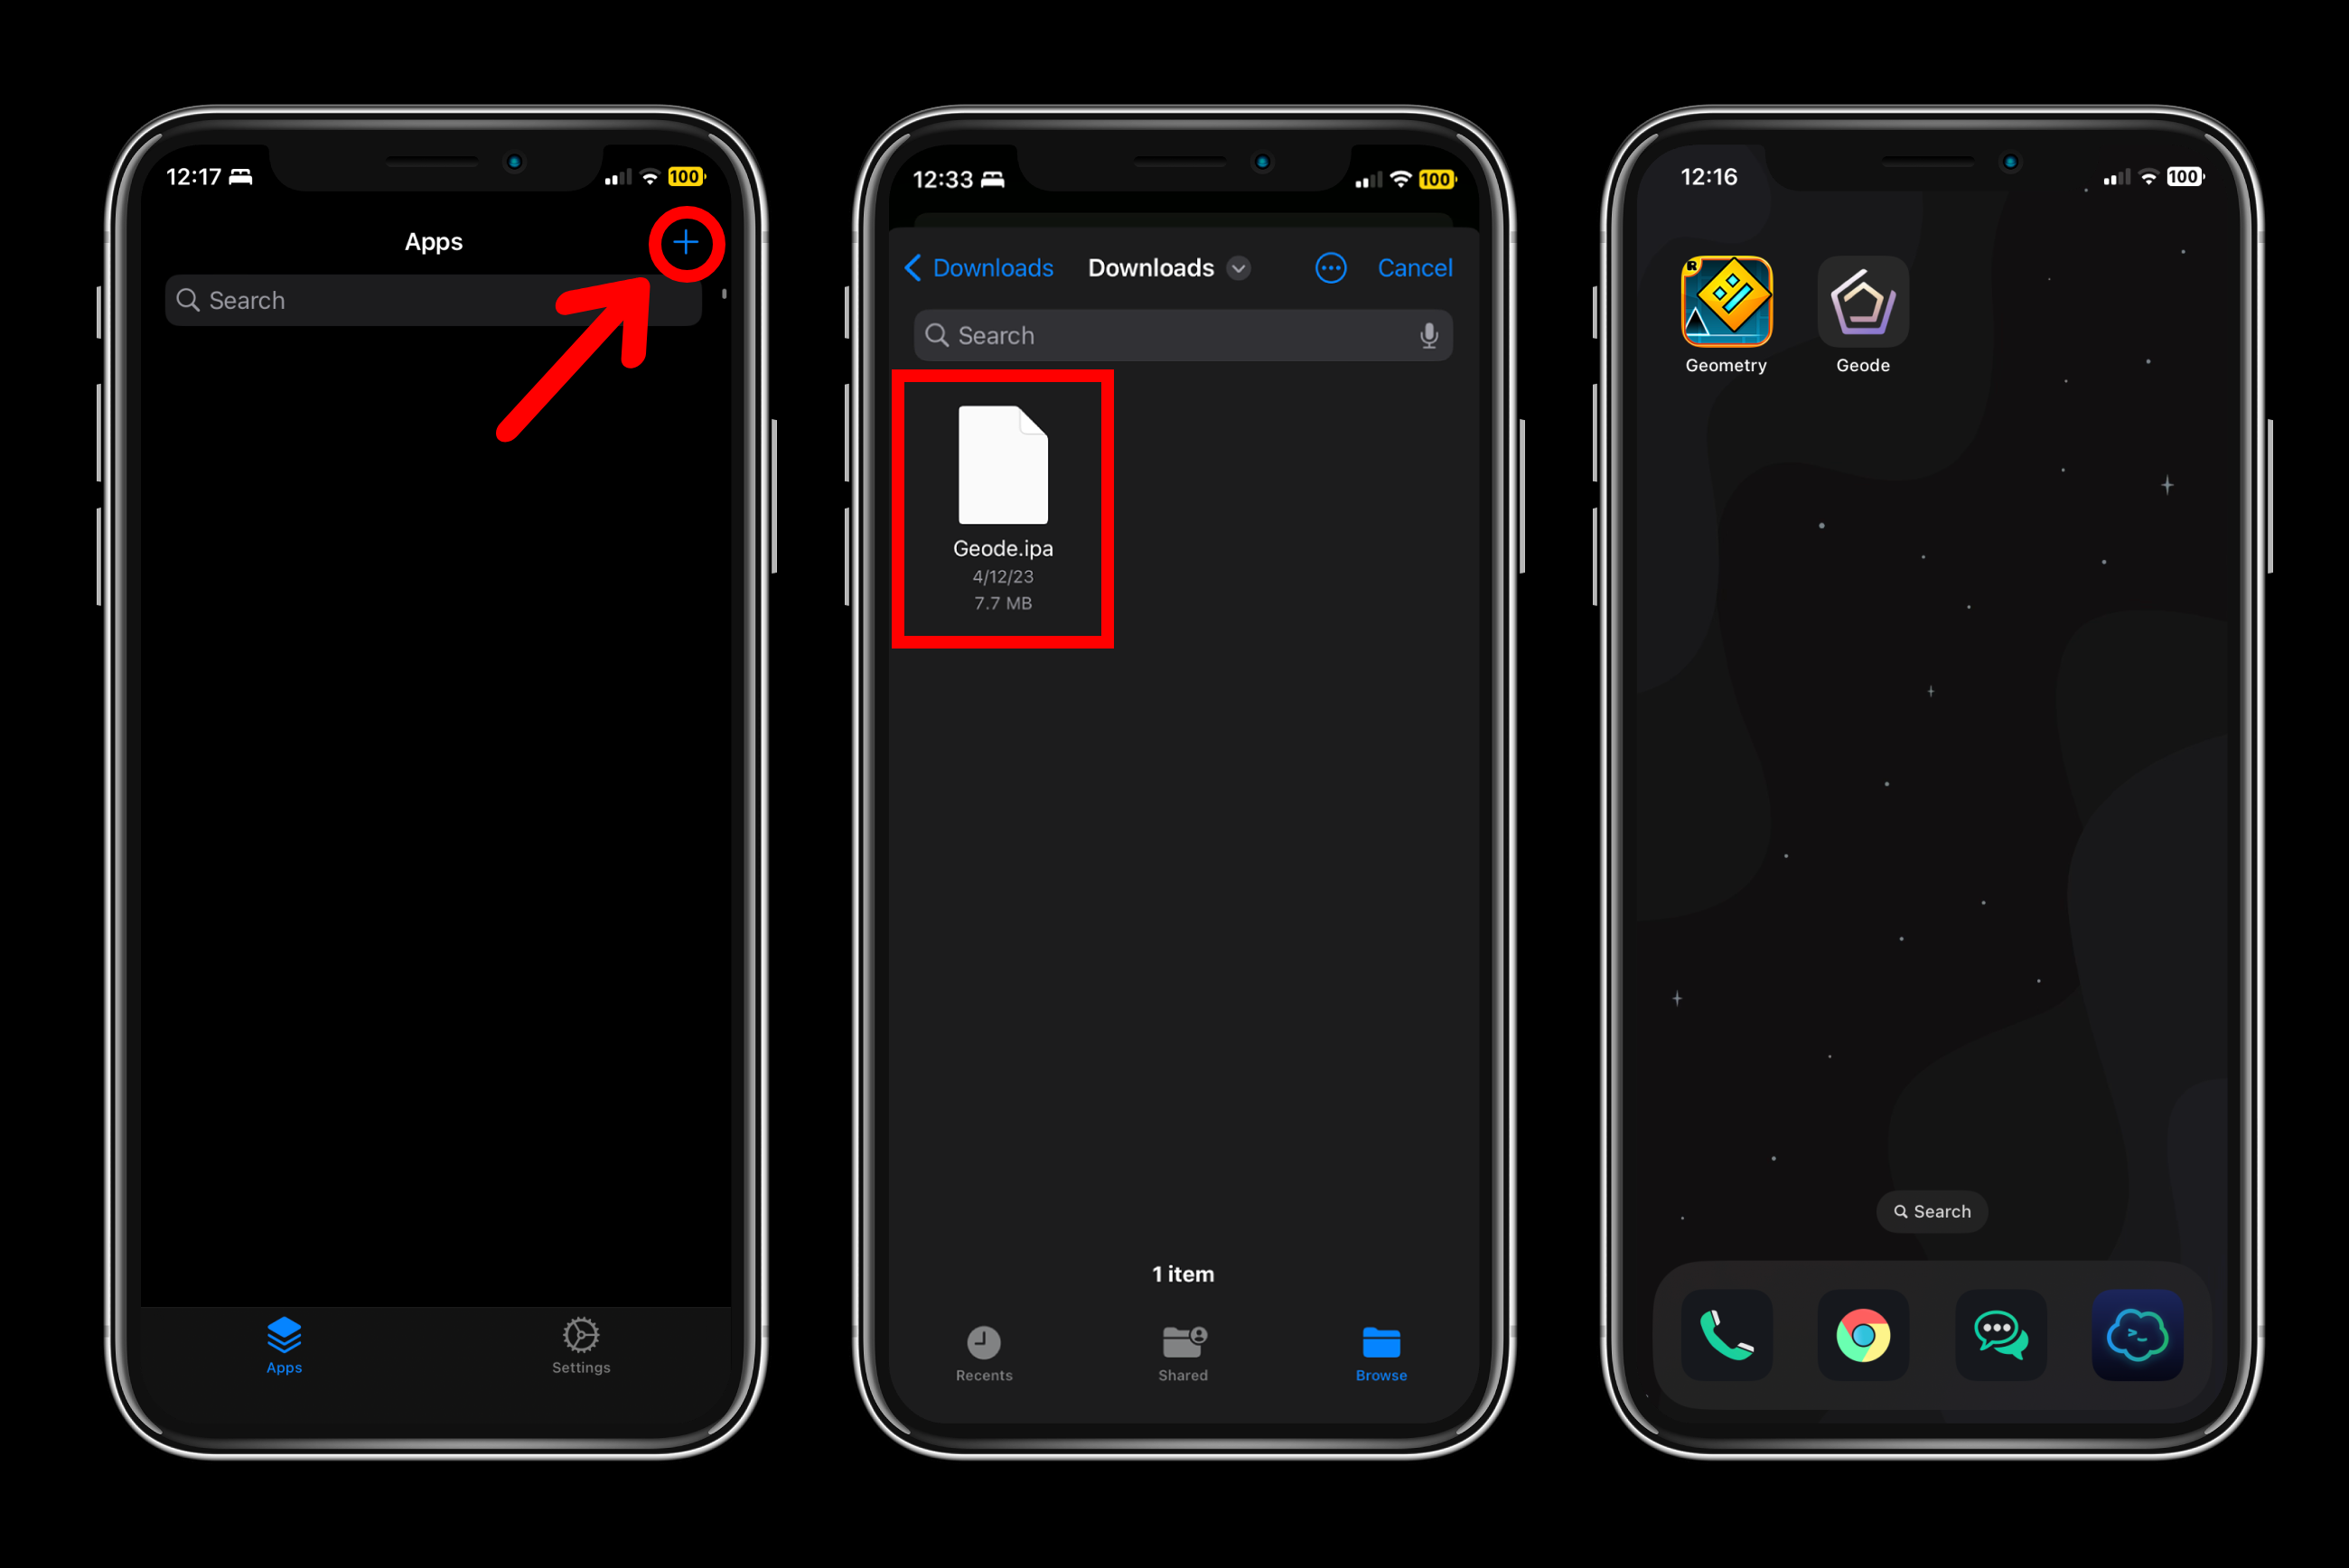 12:17
100
Apps
Search
Apps
Settings
12:33
100
Downloads
Downloads
Cancel
Search
Geode.ipa
4/12/23
7.7 MB
1 item
Recents
Shared
Browse
12:16
100
R
Geometry
Geode
Search
>_